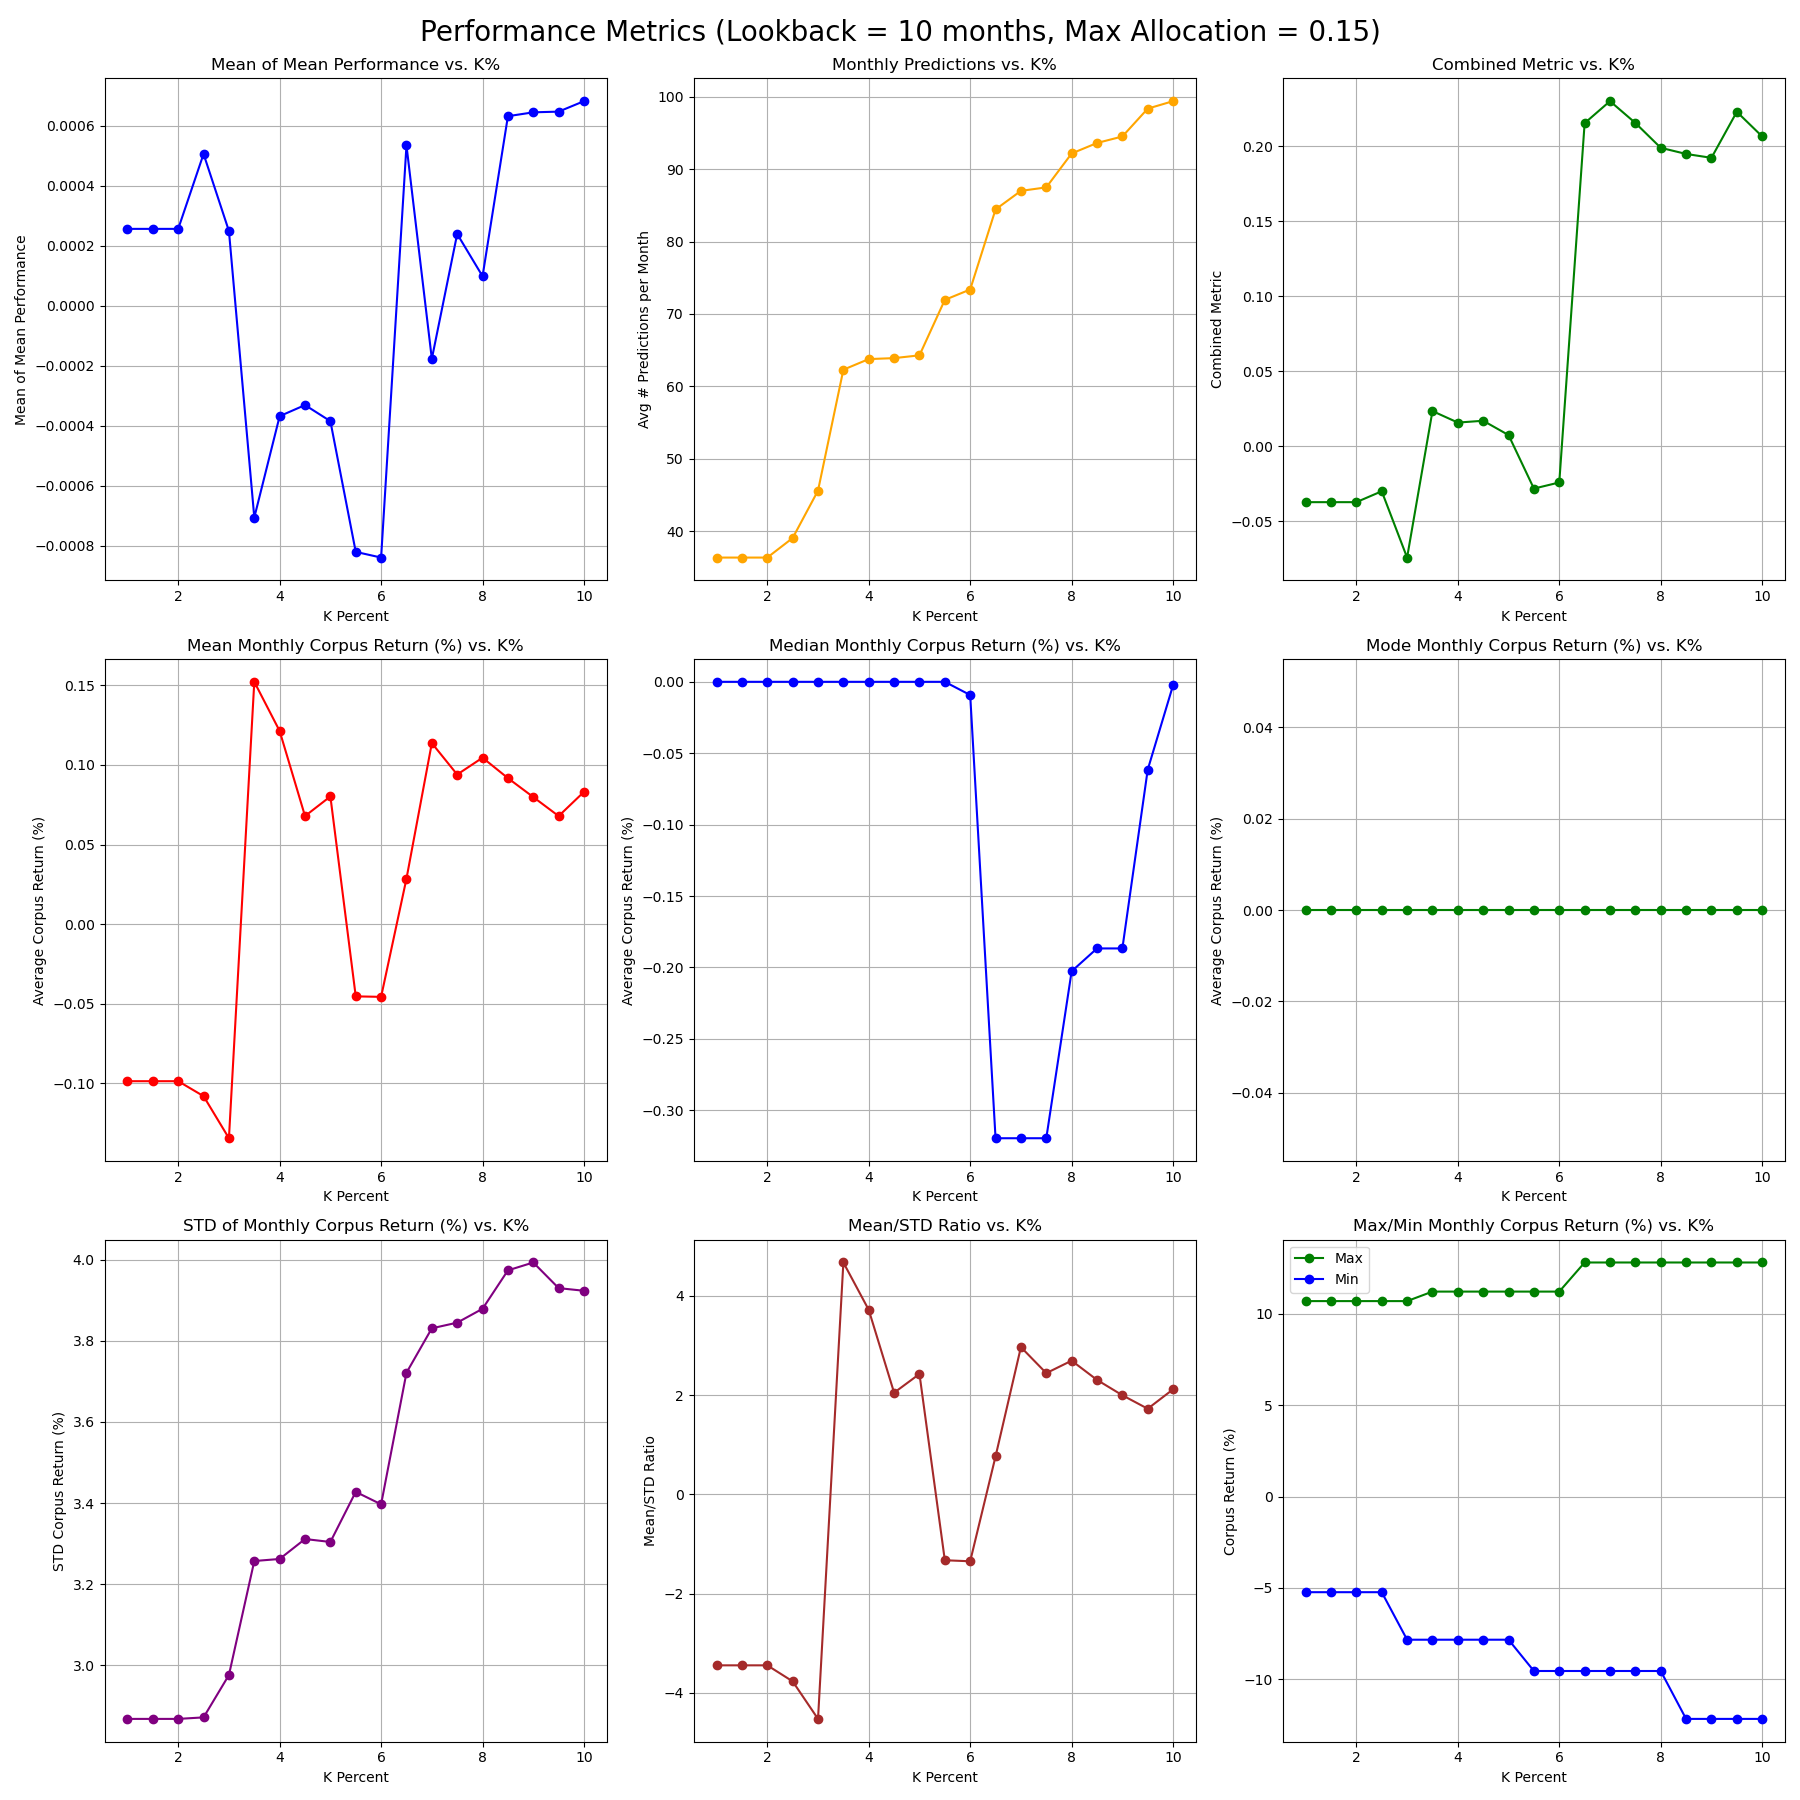 Performance Metrics (Lookback = 10 months, Max Allocation = 0.15)
Mean of Mean Performance vs. K%
Mean of Mean Performance
0.0006
0.0004
0.0002
0.0000
−0.0002
−0.0004
−0.0006
−0.0008
2 4 6 8 10
K Percent
Monthly Predictions vs. K%
Avg # Predictions per Month
100
90
80
70
60
50
40
2 4 6 8 10
K Percent
Combined Metric vs. K%
Combined Metric
0.20
0.15
0.10
0.05
0.00
−0.05
2 4 6 8 10
K Percent
Mean Monthly Corpus Return (%) vs. K%
Average Corpus Return (%)
0.15
0.10
0.05
0.00
−0.05
−0.10
2 4 6 8 10
K Percent
Median Monthly Corpus Return (%) vs. K%
Average Corpus Return (%)
0.00
−0.05
−0.10
−0.15
−0.20
−0.25
−0.30
2 4 6 8 10
K Percent
Mode Monthly Corpus Return (%) vs. K%
Average Corpus Return (%)
0.04
0.02
0.00
−0.02
−0.04
2 4 6 8 10
K Percent
STD of Monthly Corpus Return (%) vs. K%
STD Corpus Return (%)
4.0
3.8
3.6
3.4
3.2
3.0
2 4 6 8 10
K Percent
Mean/STD Ratio vs. K%
Mean/STD Ratio
4
2
0
−2
−4
2 4 6 8 10
K Percent
Max/Min Monthly Corpus Return (%) vs. K%
Corpus Return (%)
Max
Min
10
5
0
−5
−10
2 4 6 8 10
K Percent